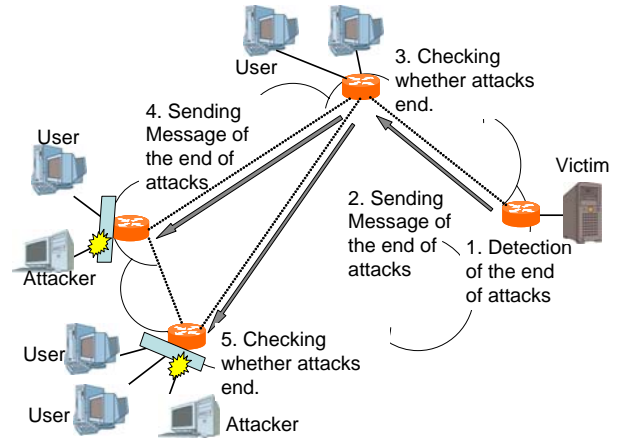 User
3. Checking
whether attacks
end.
4. Sending
Message of
the end of
attacks
User
Victim
2. Sending
Message of
the end of
attacks
1. Detection
of the end
of attacks
Attacker
5. Checking
whether attacks
end.
User
User
Attacker